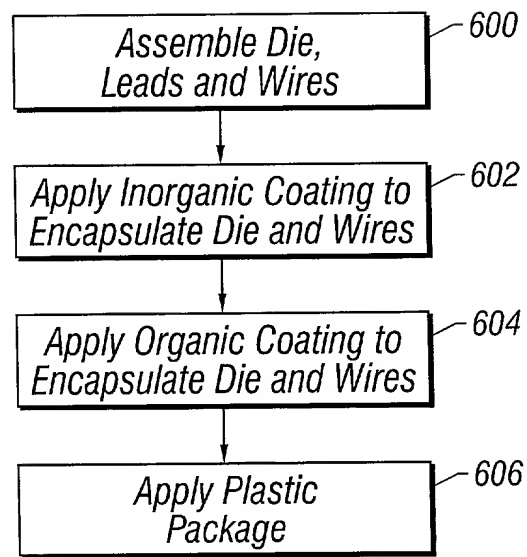 Assemble Die,
Leads and Wires
600
Apply Inorganic Coating to
Encapsulate Die and Wires
602
Apply Organic Coating to
Encapsulate Die and Wires
604
Apply Plastic
Package
606